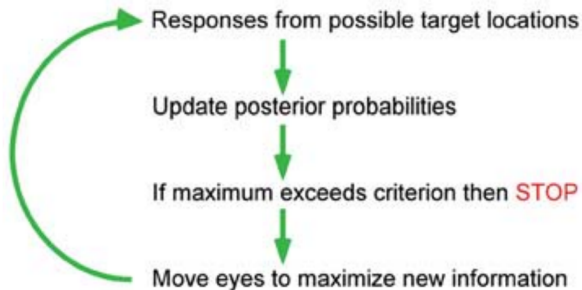 Responses from possible target locations
Update posterior probabilities
If maximum exceeds criterion then STOP
Move eyes to maximize new information